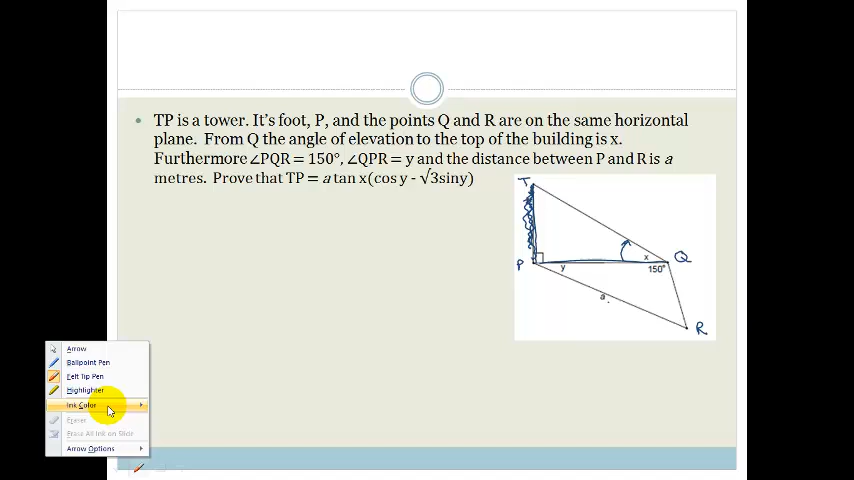 TP is a tower. It's foot, P, and the points Q and R are on the same horizontal
plane. From Q the angle of elevation to the top of the building is x.
Furthermore ∠PQR = 150°, ∠QPR = y and the distance between P and R is a
metres. Prove that TP = a tan x(cos y - √3siny)
T
P
y
x
150°
Q
a
R
Arrow
Ballpoint Pen
Felt Tip Pen
Highlighter
Ink Color
Eraser
Erase All Ink on Slide
Arrow Options